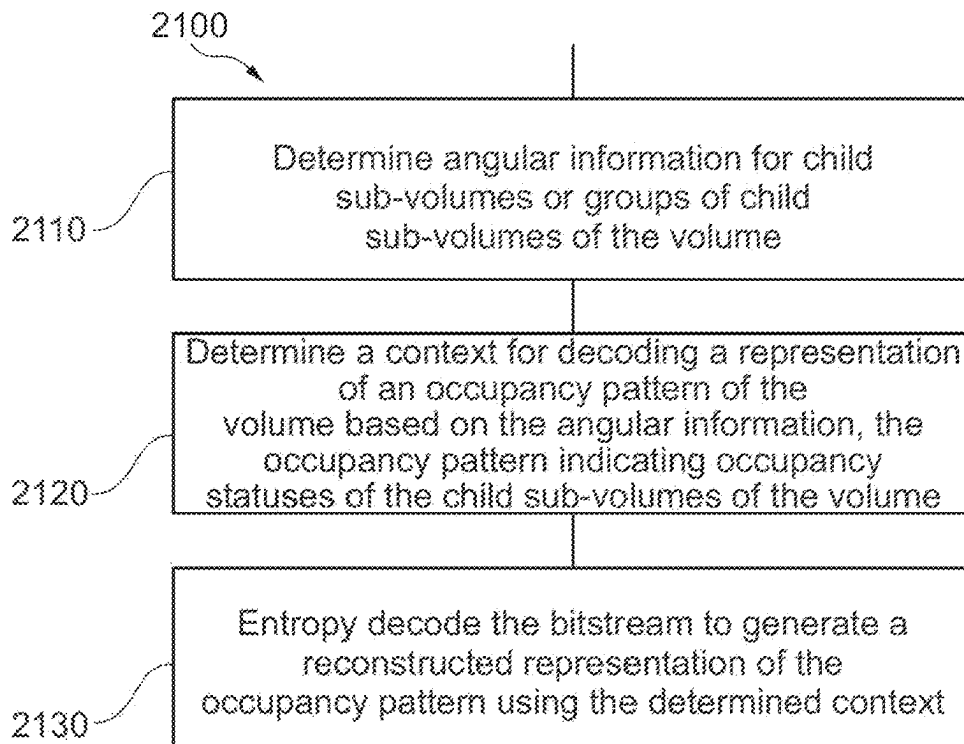 2100
Determine angular information for child
sub-volumes or groups of child
sub-volumes of the volume
2110
Determine a context for decoding a representation
of an occupancy pattern of the
volume based on the angular information, the
occupancy pattern indicating occupancy
statuses of the child sub-volumes of the volume
2120
Entropy decode the bitstream to generate a
reconstructed representation of the
occupancy pattern using the determined context
2130